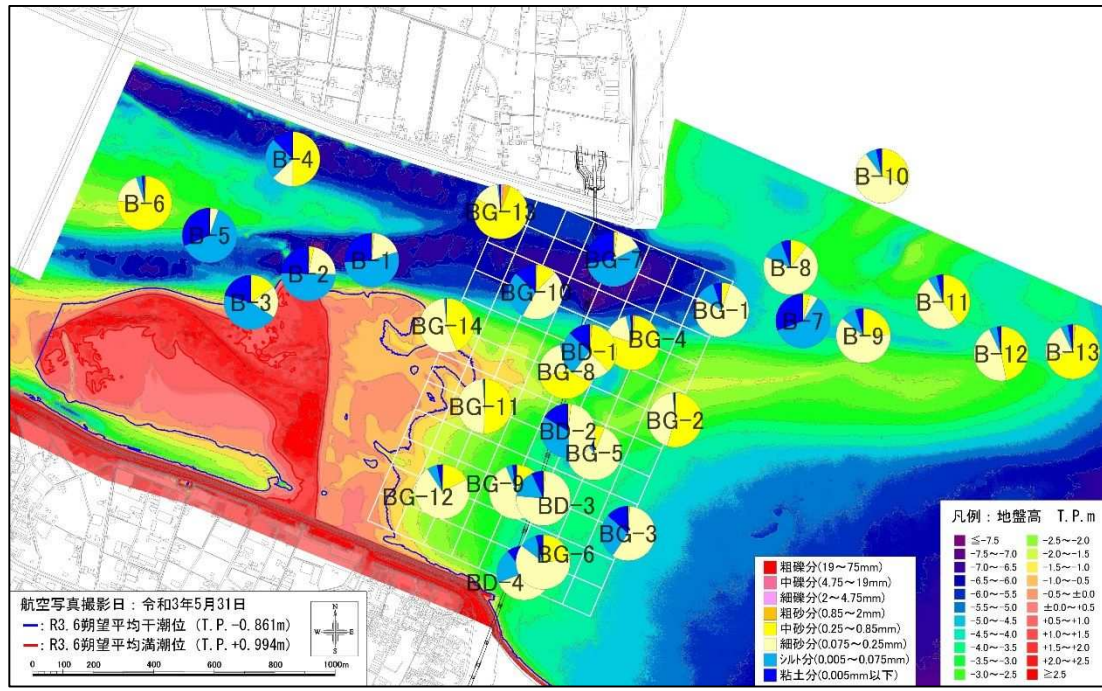 B-4
B-10
B-6
BG-13
B-5
B-2
B-1
BG-7
B-8
B-3
BG-10
BG-1
B-11
B-7
BG-14
BG-4
B-9
BD-1
B-12
B-13
BG-8
BG-11
BG-2
BD-2
BG-5
BG-12
BG-9
BD-3
BG-3
BG-6
BD-4
航空写真撮影日：令和3年5月31日
：R3.6朔望平均干潮位 (T.P.-0.861m)
：R3.6朔望平均満潮位 (T.P.+0.994m)
N
W E
S
0 200 400 600 800 1000m
粗礫分(19～75mm)
中礫分(4.75～19mm)
細礫分(2～4.75mm)
粗砂分(0.85～2mm)
中砂分(0.25～0.85mm)
細砂分(0.075～0.25mm)
シルト分(0.005～0.075mm)
粘土分(0.005mm以下)
凡例：地盤高 T.P.m
≦-7.5 -2.5～-2.0
-7.5～-7.0 -2.0～-1.5
-7.0～-6.5 -1.5～-1.0
-6.5～-6.0 -1.0～-0.5
-6.0～-5.5 -0.5～±0.0
-5.5～-5.0 ±0.0～+0.5
-5.0～-4.5 +0.5～+1.0
-4.5～-4.0 +1.0～+1.5
-4.0～-3.5 +1.5～+2.0
-3.5～-3.0 +2.0～+2.5
-3.0～-2.5 ≧2.5